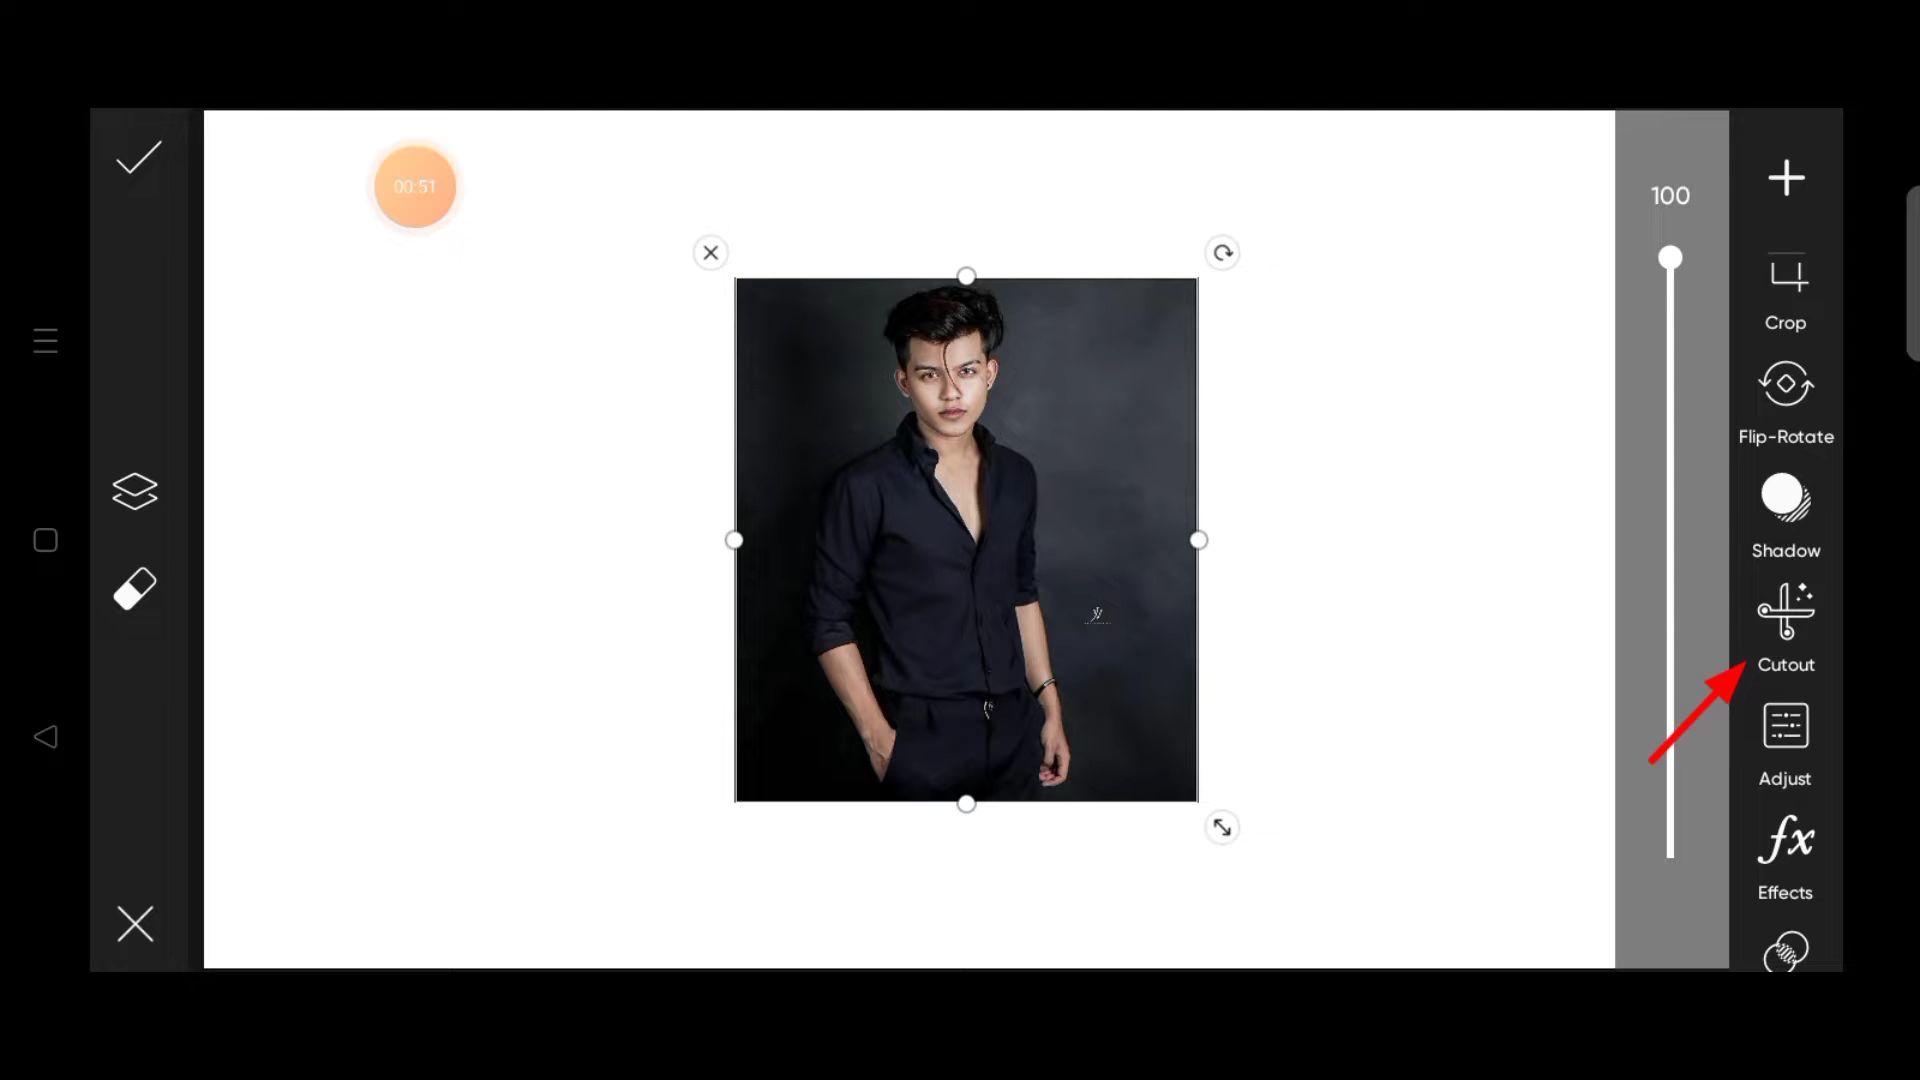 00:51
100
Crop
Flip-Rotate
Shadow
Cutout
Adjust
fx
Effects